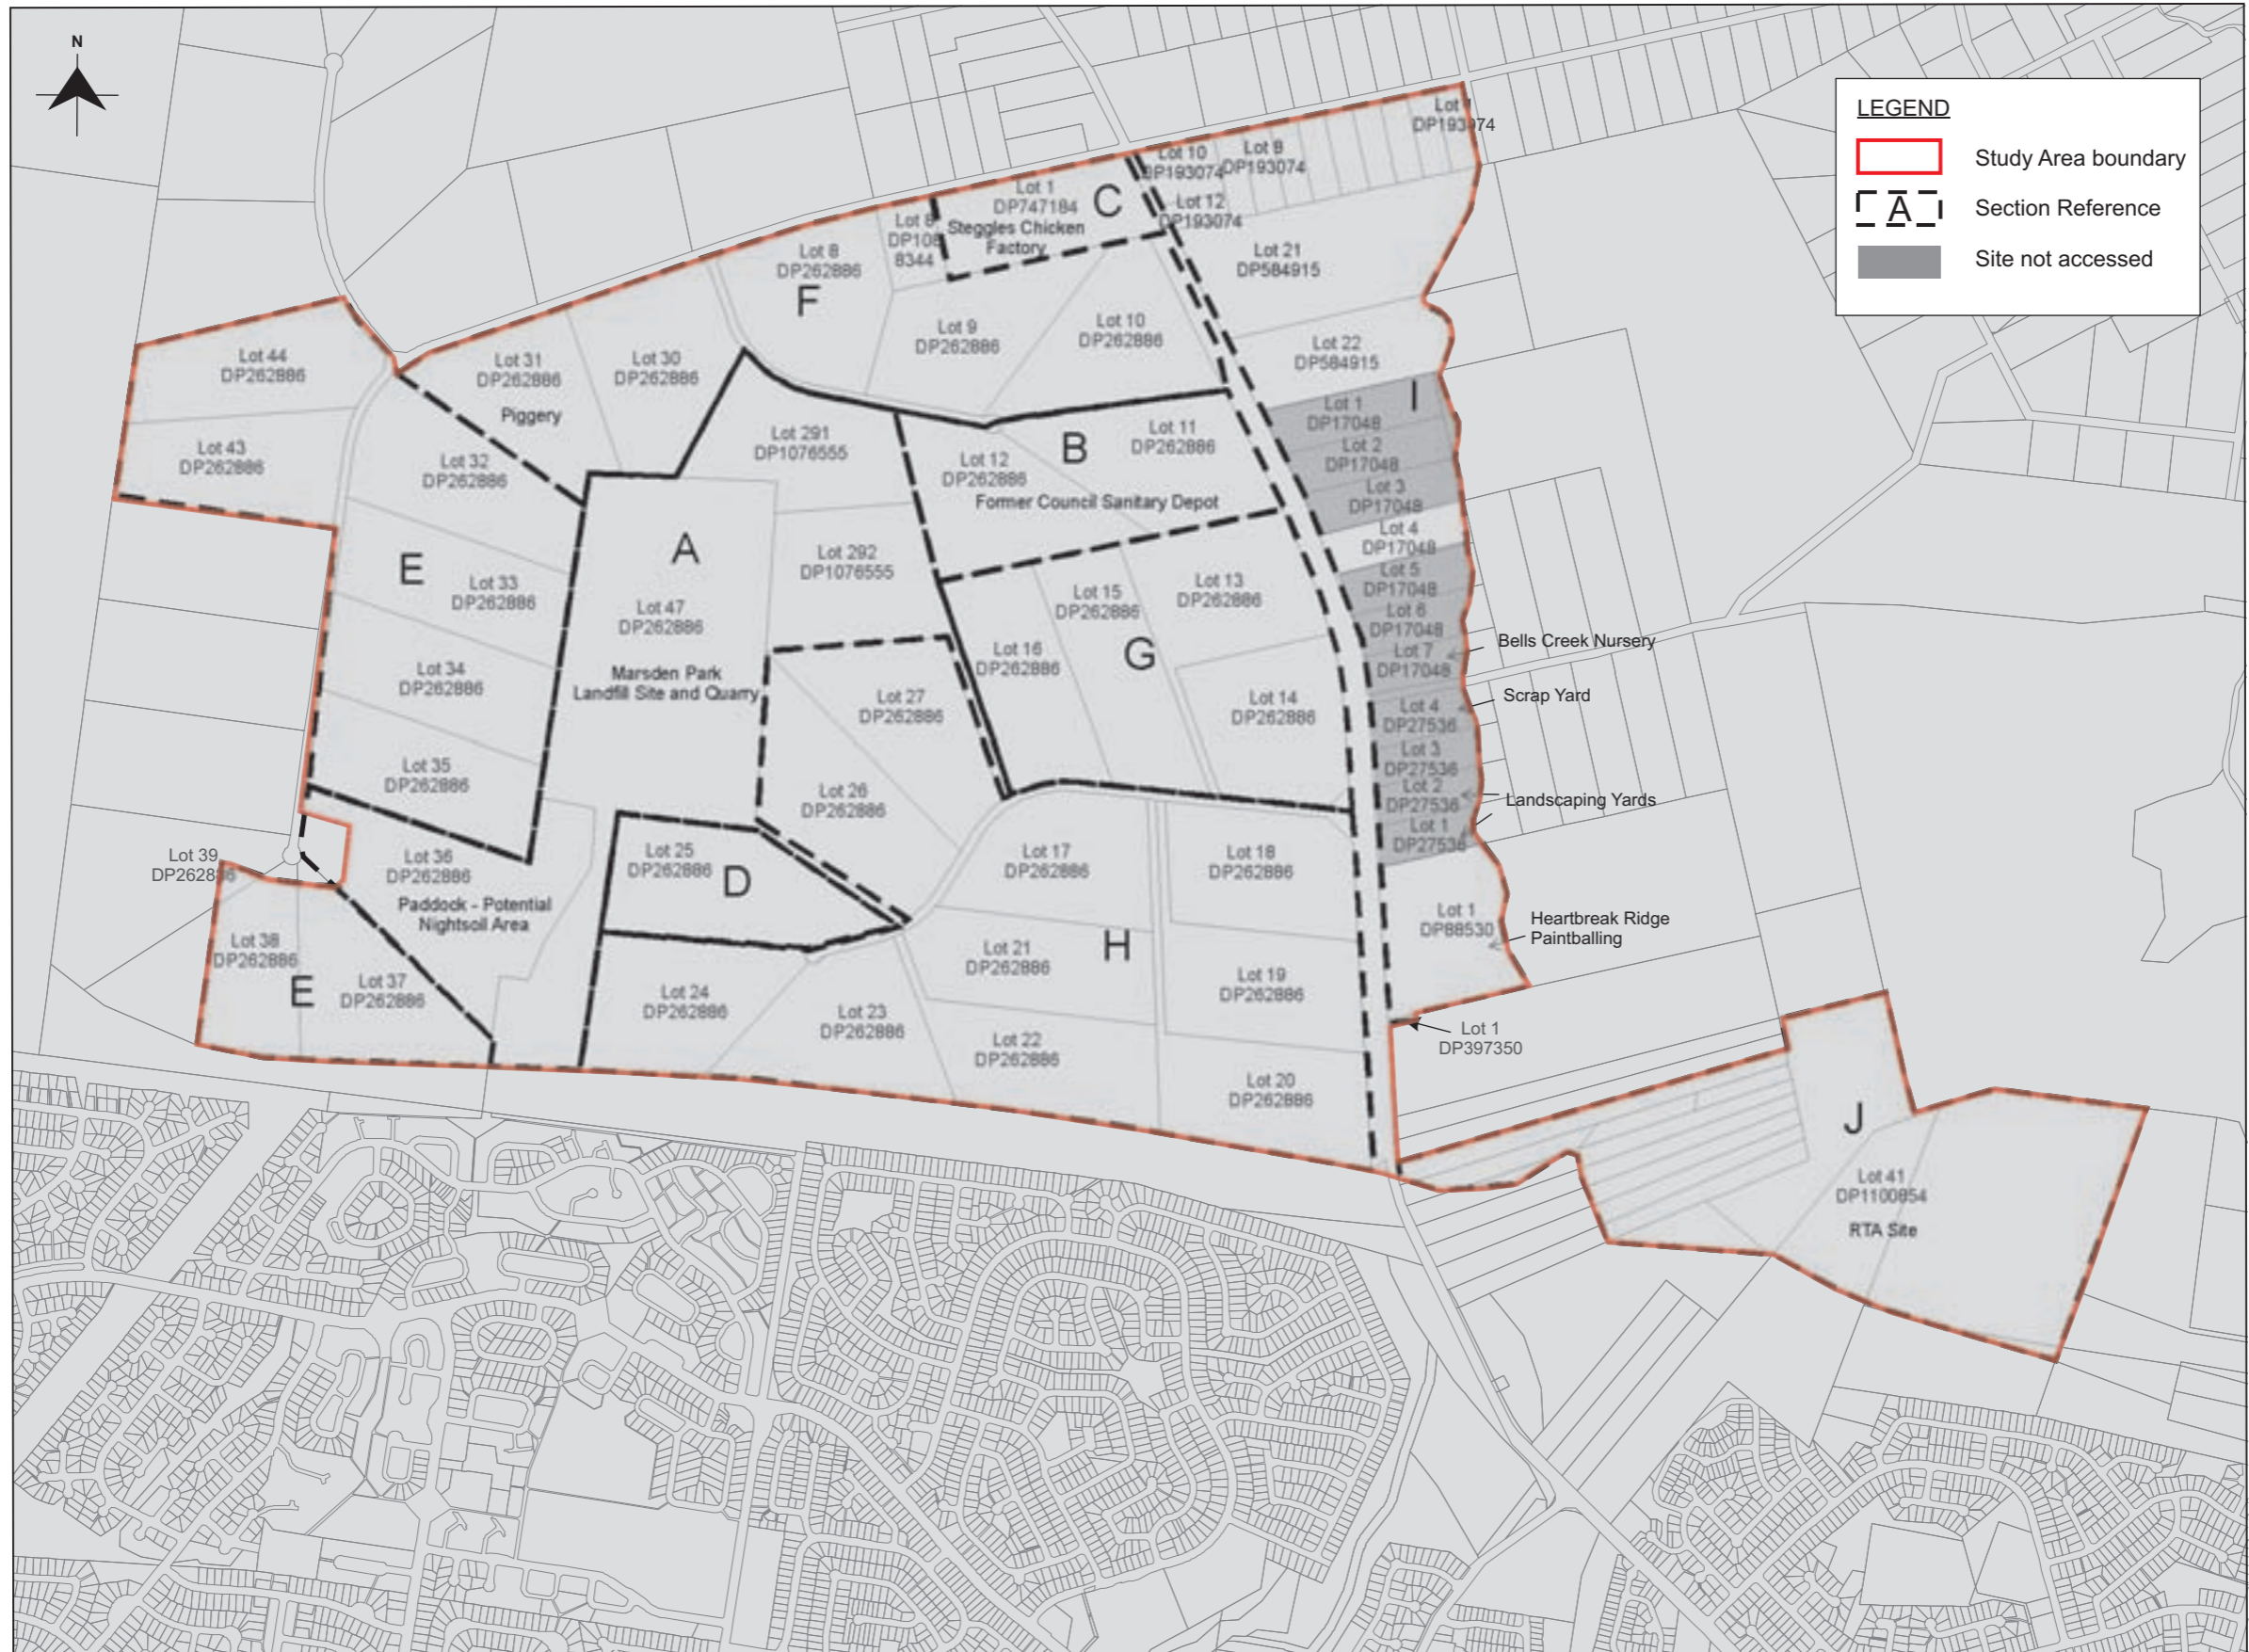 N
LEGEND
Study Area boundary
A
Section Reference
Site not accessed
Lot 1
DP193074
Lot 10
DP193074
Lot 8
DP193074
Lot 12
DP193074
Lot 1
DP747184
Steggles Chicken
Factory
C
Lot 8
DP108
8344
Lot 8
DP262886
F
Lot 21
DP584915
Lot 9
DP262886
Lot 10
DP262886
Lot 22
DP584915
Lot 44
DP262886
Lot 31
DP262886
Piggery
Lot 30
DP262886
Lot 43
DP262886
Lot 32
DP262886
Lot 291
DP1076555
B
Lot 11
DP262886
Lot 12
DP262886
Former Council Sanitary Depot
I
Lot 1
DP17048
Lot 2
DP17048
Lot 3
DP17048
Lot 4
DP17048
Lot 5
DP17048
Lot 6
DP17048
Lot 7
DP17048
Bells Creek Nursery
Lot 4
DP27536
Scrap Yard
Lot 3
DP27536
Lot 2
DP27536
Landscaping Yards
Lot 1
DP27536
E
Lot 33
DP262886
A
Lot 47
DP262886
Marsden Park
Landfill Site and Quarry
Lot 292
DP1076555
Lot 15
DP262886
Lot 13
DP262886
Lot 16
DP262886
G
Lot 14
DP262886
Lot 34
DP262886
Lot 27
DP262886
Lot 35
DP262886
Lot 26
DP262886
Lot 39
DP262886
Lot 36
DP262886
Paddock - Potential
Nightsoil Area
Lot 25
DP262886
D
Lot 17
DP262886
Lot 18
DP262886
Lot 1
DP88530
Heartbreak Ridge
Paintballing
Lot 38
DP262886
E
Lot 37
DP262886
Lot 24
DP262886
Lot 23
DP262886
Lot 21
DP262886
H
Lot 19
DP262886
Lot 22
DP262886
Lot 20
DP262886
Lot 1
DP397350
J
Lot 41
DP1100854
RTA Site